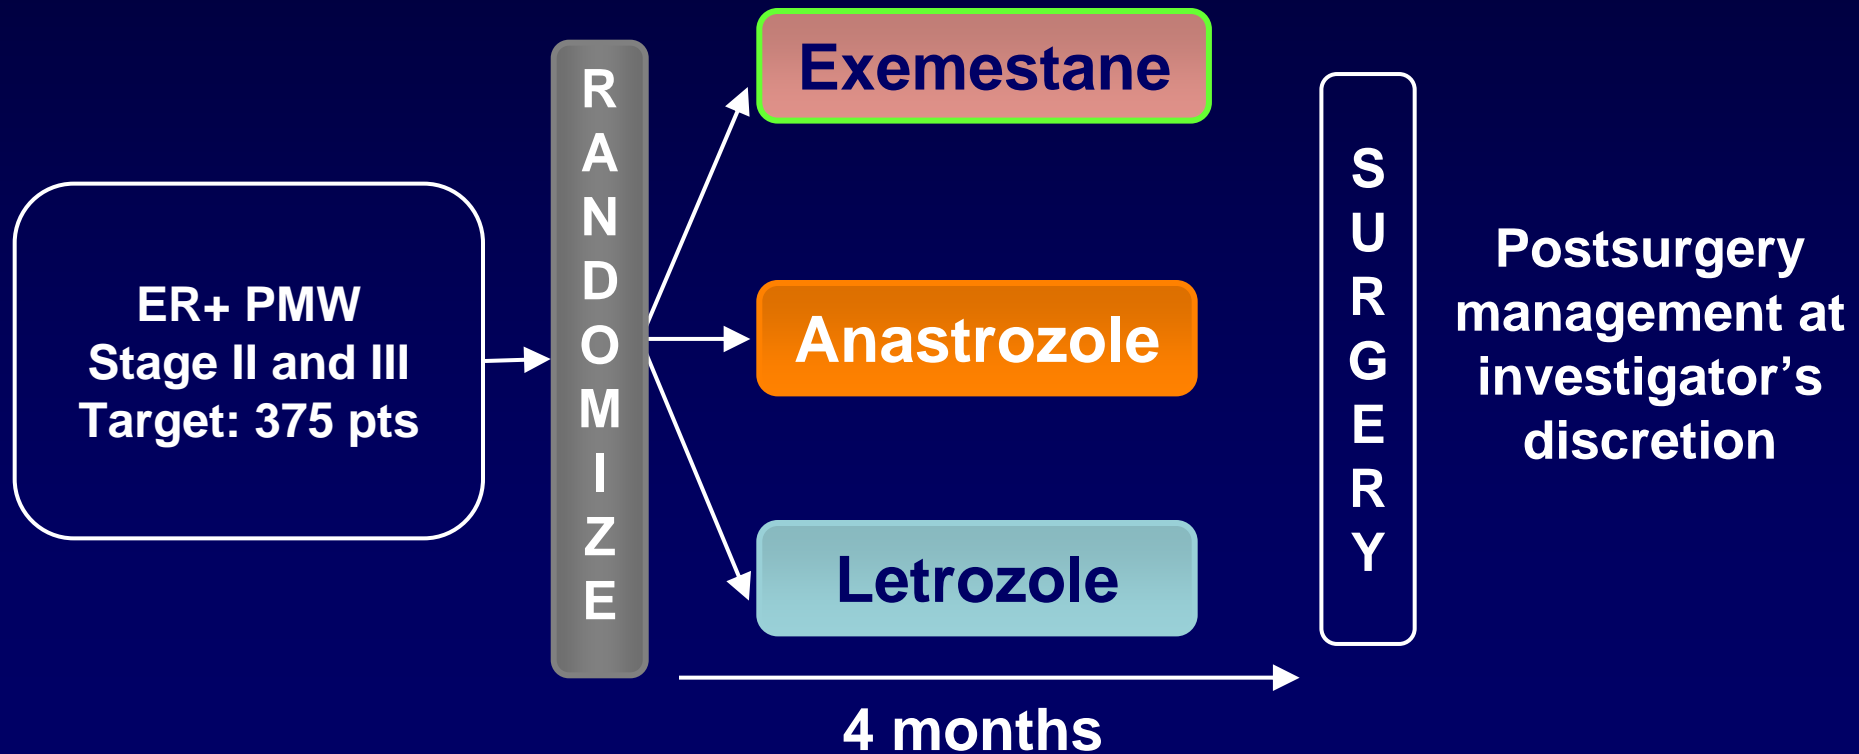 ER+ PMW
Stage II and III
Target: 375 pts
RANDOMIZE
Exemestane
Anastrozole
Letrozole
4 months
SURGERY
Postsurgery
management at
investigator’s
discretion